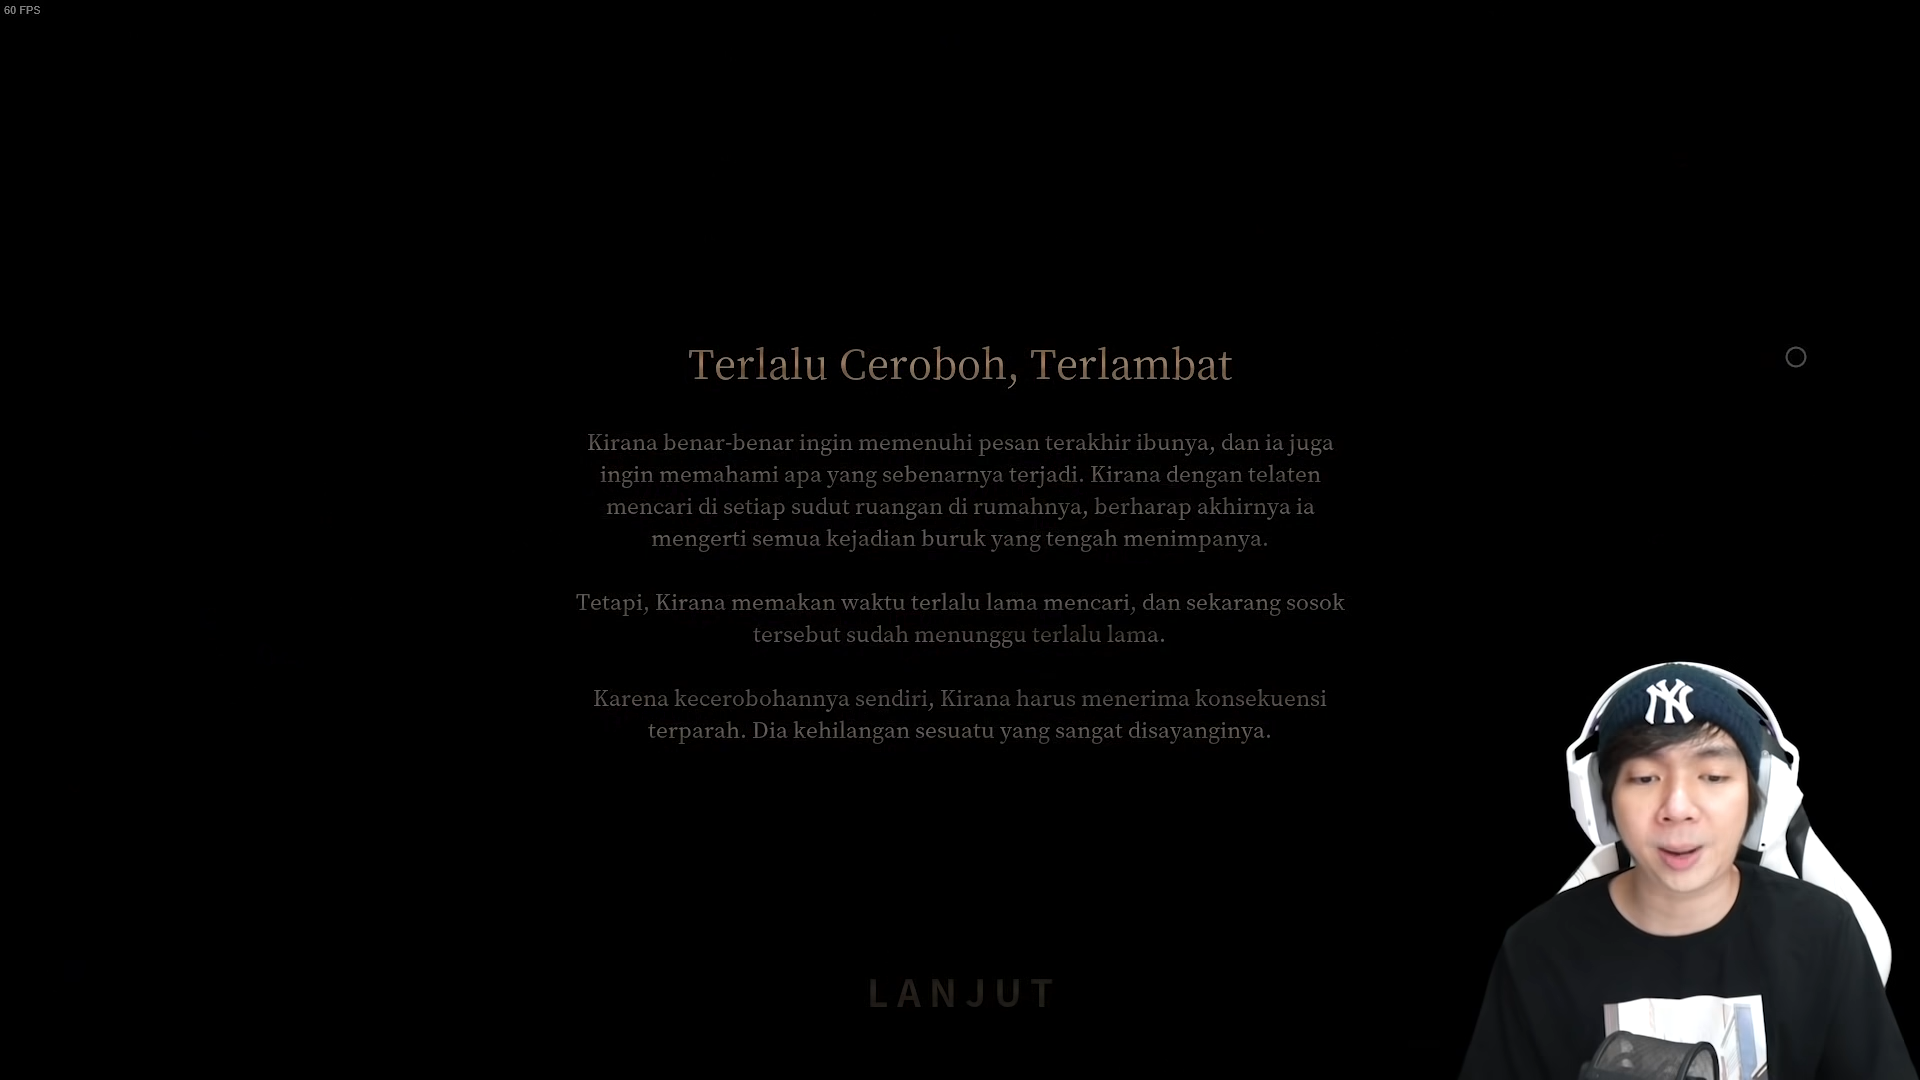 60 FPS
Terlalu Ceroboh, Terlambat
Kirana benar-benar ingin memenuhi pesan terakhir ibunya, dan ia juga
ingin memahami apa yang sebenarnya terjadi. Kirana dengan telaten
mencari di setiap sudut ruangan di rumahnya, berharap akhirnya ia
mengerti semua kejadian buruk yang tengah menimpanya.
Tetapi, Kirana memakan waktu terlalu lama mencari, dan sekarang sosok
tersebut sudah menunggu terlalu lama.
Karena kecerobohannya sendiri, Kirana harus menerima konsekuensi
terparah. Dia kehilangan sesuatu yang sangat disayanginya.
NY
LANJUT